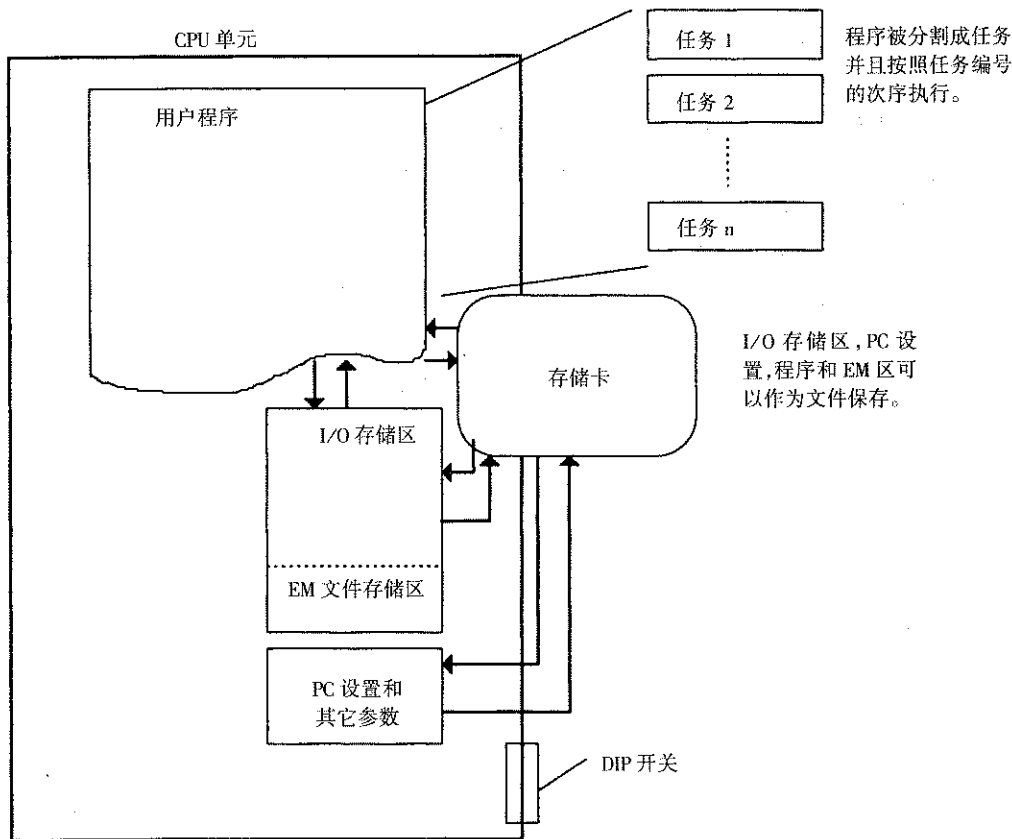 CPU 单元
用户程序
任务 1
任务 2
任务 n
程序被分割成任务
并且按照任务编号
的次序执行。
存储卡
I/O 存储区，PC 设
置，程序和 EM 区可
以作为文件保存。
I/O 存储区
EM 文件存储区
PC 设置和
其它参数
DIP 开关